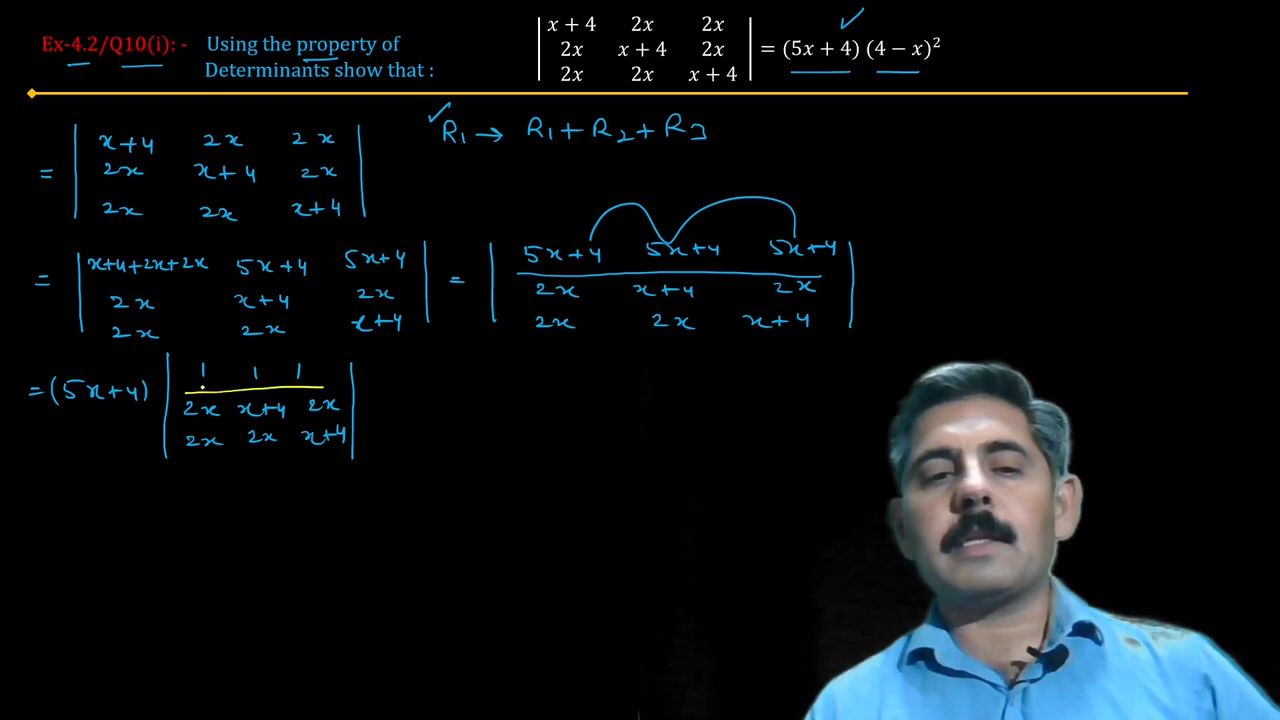 Ex-4.2/Q10(i): - Using the property of Determinants show that :
| x + 4 2x 2x |
| 2x x + 4 2x | = (5x + 4) (4 − x)²
| 2x 2x x + 4 |
✓R₁ → R₁ + R₂ + R₃
= | x+4 2x 2x |
| 2x x+4 2x |
| 2x 2x x+4 |
= | x+4+2x+2x 5x+4 5x+4 | = | 5x+4 5x+4 5x+4 |
| 2x x+4 2x | | 2x x+4 2x |
| 2x 2x x+4 | | 2x 2x x+4 |
= (5x+4) | 1 1 1 |
| 2x x+4 2x |
| 2x 2x x+4 |